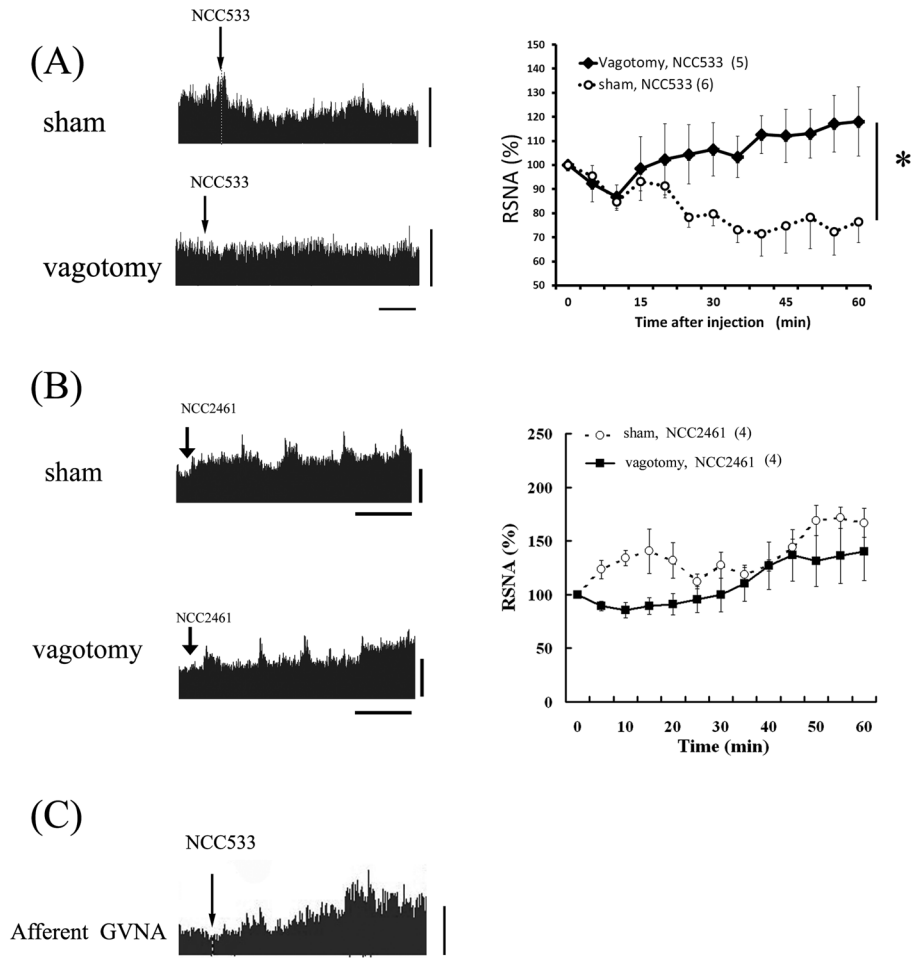 (A)
NCC533
sham
NCC533
vagotomy
150
140
130
120
110
100
90
80
70
60
50
RSNA (%)
Vagotomy, NCC533 (5)
sham, NCC533 (6)
*
0 15 30 45 60
Time after injection (min)
(B)
NCC2461
sham
NCC2461
vagotomy
250
200
150
100
50
0
RSNA (%)
sham, NCC2461 (4)
vagotomy, NCC2461 (4)
0 10 20 30 40 50 60
Time (min)
(C)
NCC533
Afferent GVNA